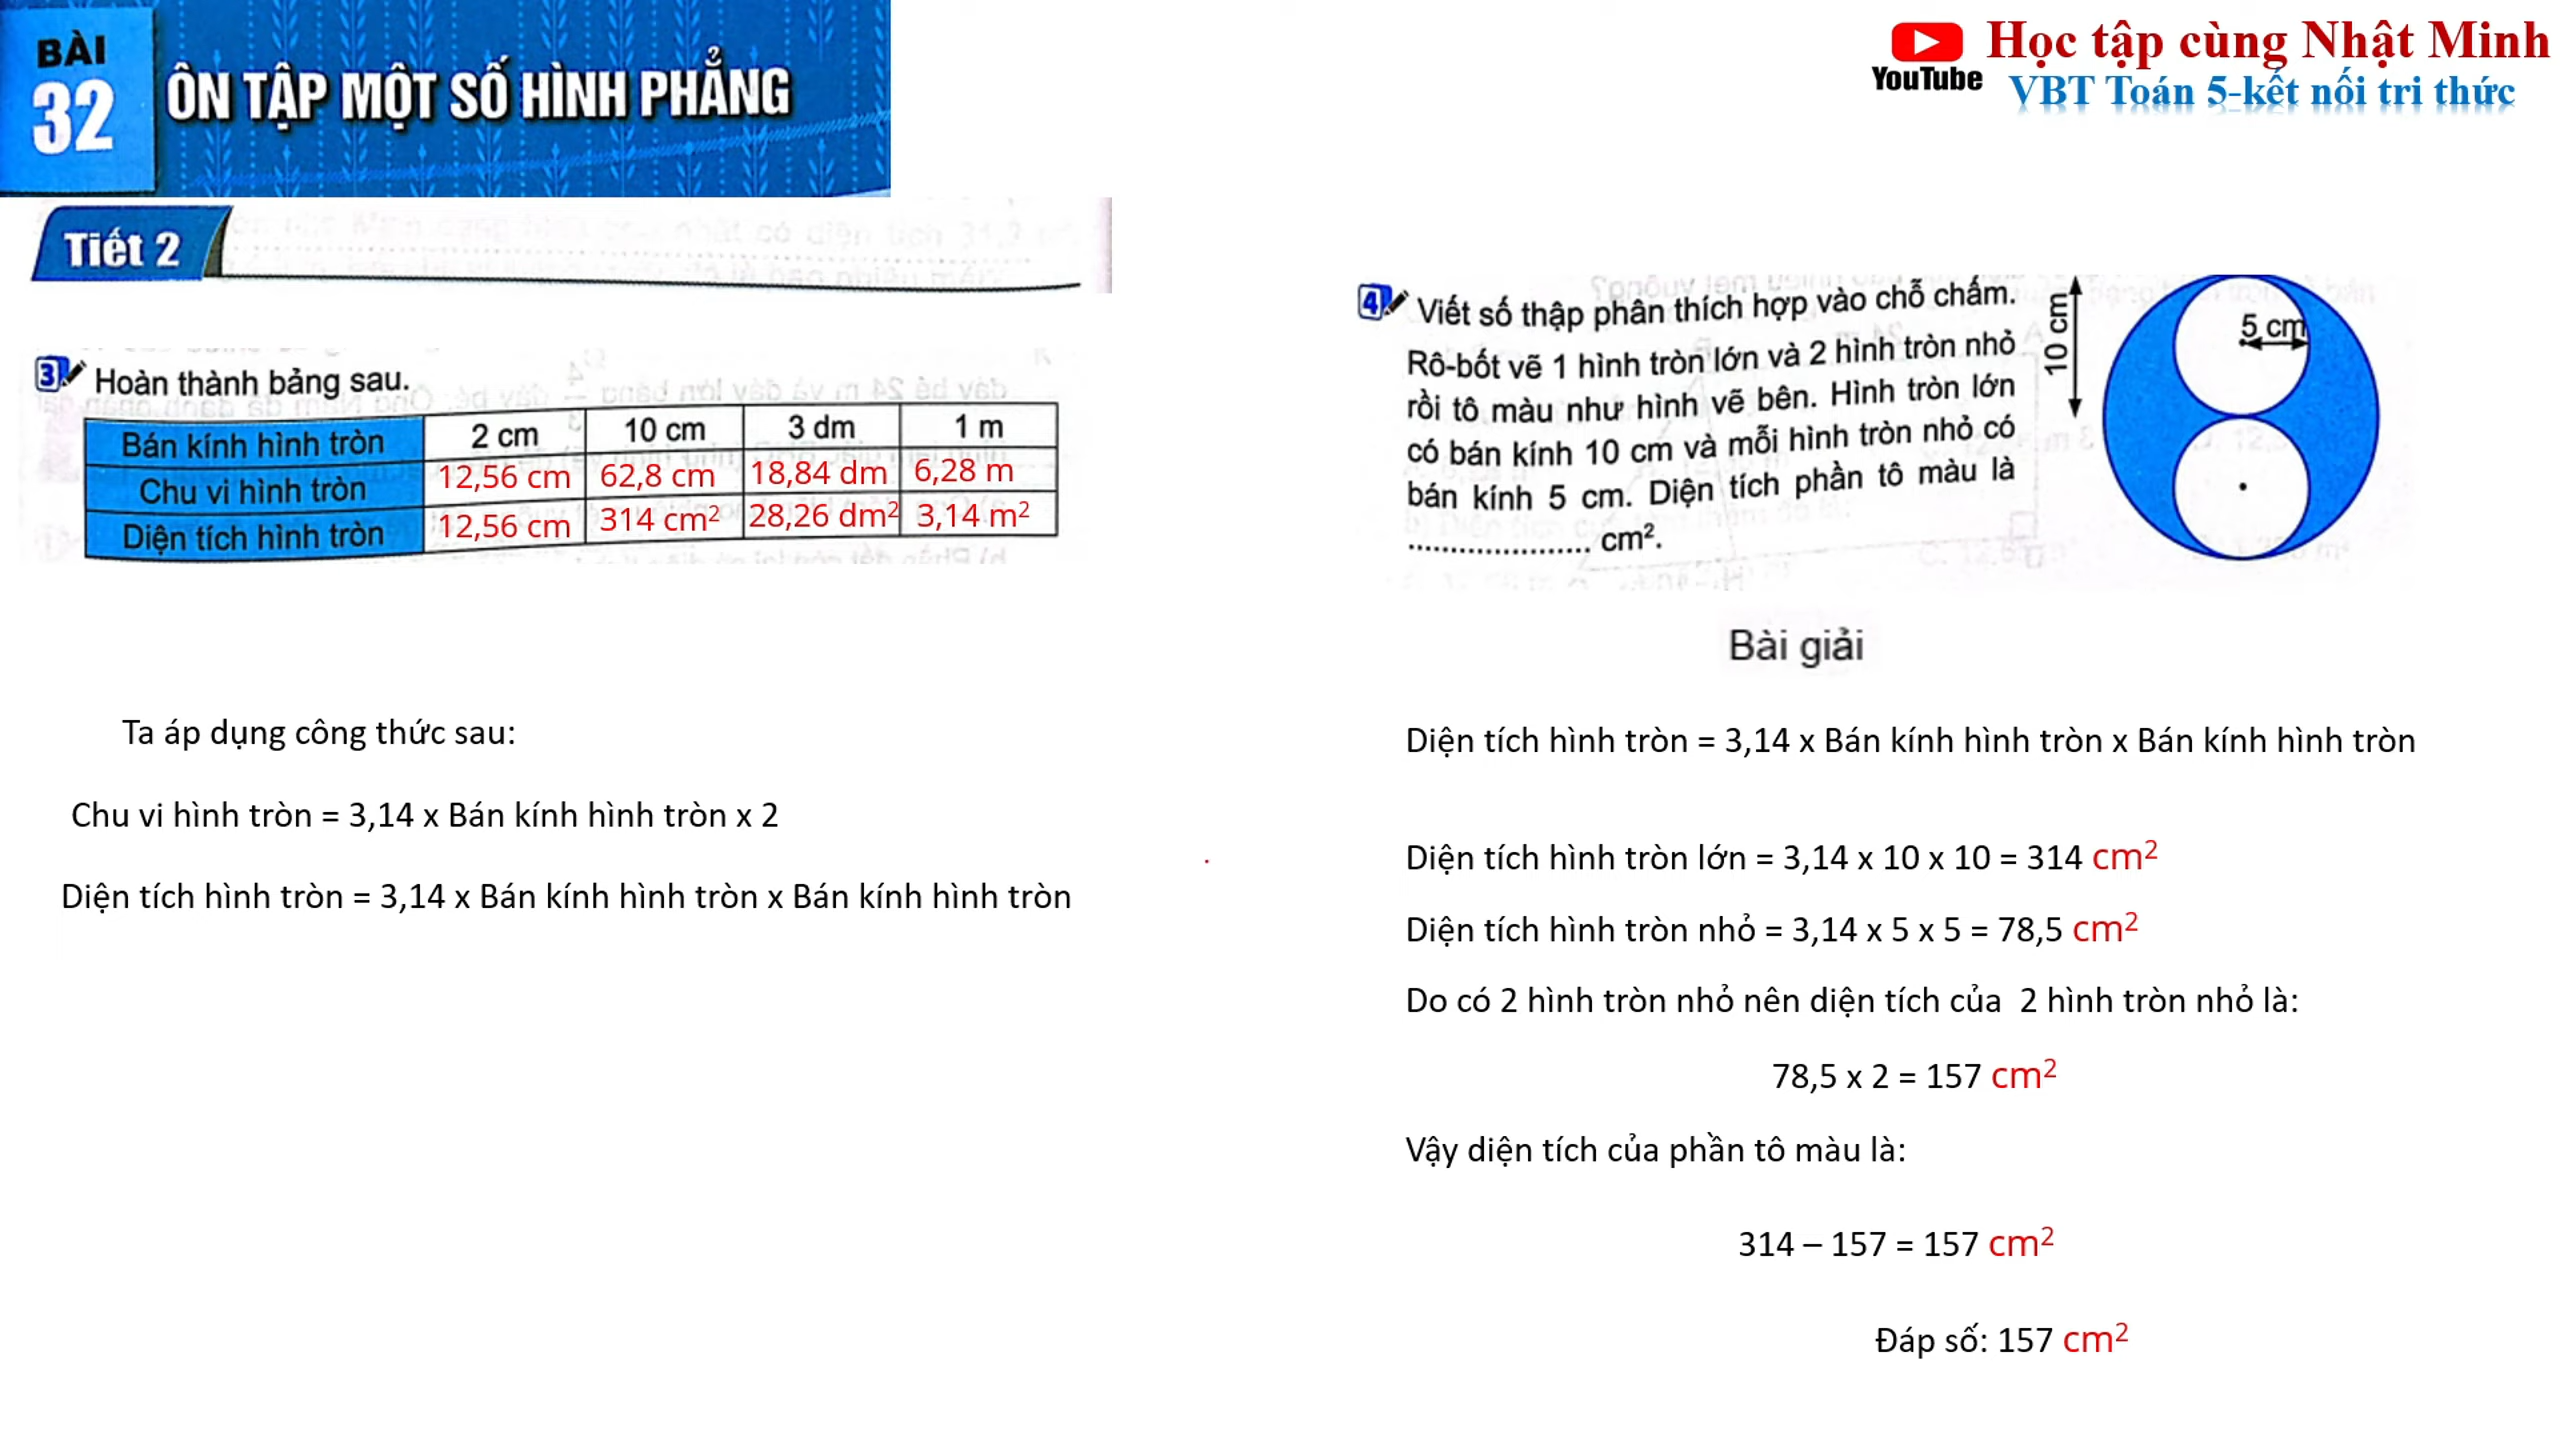 BÀI
32
ÔN TẬP MỘT SỐ HÌNH PHẲNG
YouTube
Học tập cùng Nhật Minh
VBT Toán 5-kết nối tri thức
Tiết 2
3 Hoàn thành bảng sau.
Bán kính hình tròn 2 cm 10 cm 3 dm 1 m
Chu vi hình tròn 12,56 cm 62,8 cm 18,84 dm 6,28 m
Diện tích hình tròn 12,56 cm 314 cm² 28,26 dm² 3,14 m²
Ta áp dụng công thức sau:
Chu vi hình tròn = 3,14 x Bán kính hình tròn x 2
Diện tích hình tròn = 3,14 x Bán kính hình tròn x Bán kính hình tròn
4 Viết số thập phân thích hợp vào chỗ chấm.
Rô-bốt vẽ 1 hình tròn lớn và 2 hình tròn nhỏ
rồi tô màu như hình vẽ bên. Hình tròn lớn
có bán kính 10 cm và mỗi hình tròn nhỏ có
bán kính 5 cm. Diện tích phần tô màu là
.................... cm².
10 cm
5 cm
Bài giải
Diện tích hình tròn = 3,14 x Bán kính hình tròn x Bán kính hình tròn
Diện tích hình tròn lớn = 3,14 x 10 x 10 = 314 cm²
Diện tích hình tròn nhỏ = 3,14 x 5 x 5 = 78,5 cm²
Do có 2 hình tròn nhỏ nên diện tích của 2 hình tròn nhỏ là:
78,5 x 2 = 157 cm²
Vậy diện tích của phần tô màu là:
314 – 157 = 157 cm²
Đáp số: 157 cm²